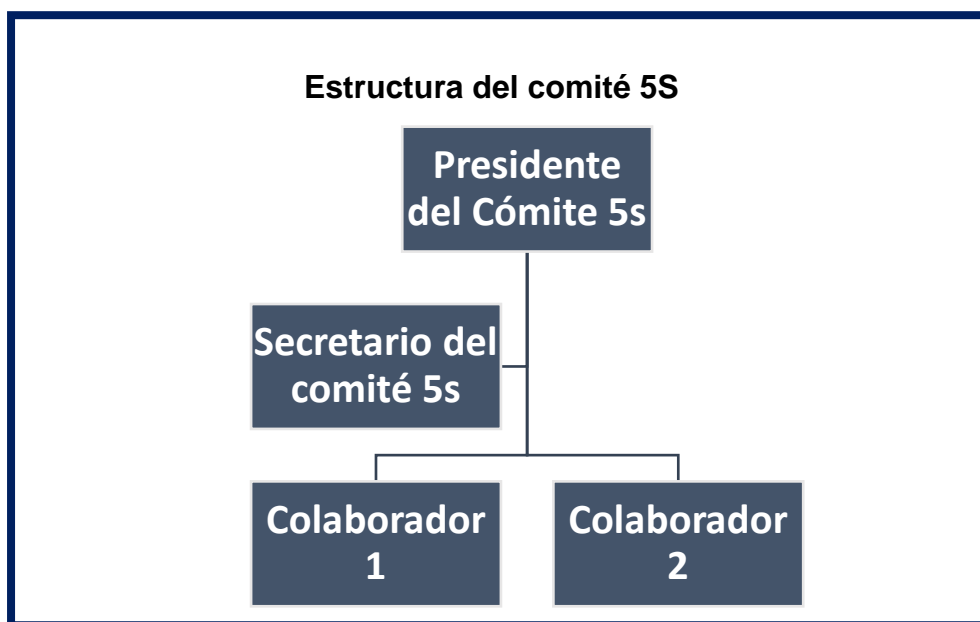 Estructura del comité 5S
Presidente
del Cómite 5s
Secretario del
comité 5s
Colaborador
1
Colaborador
2